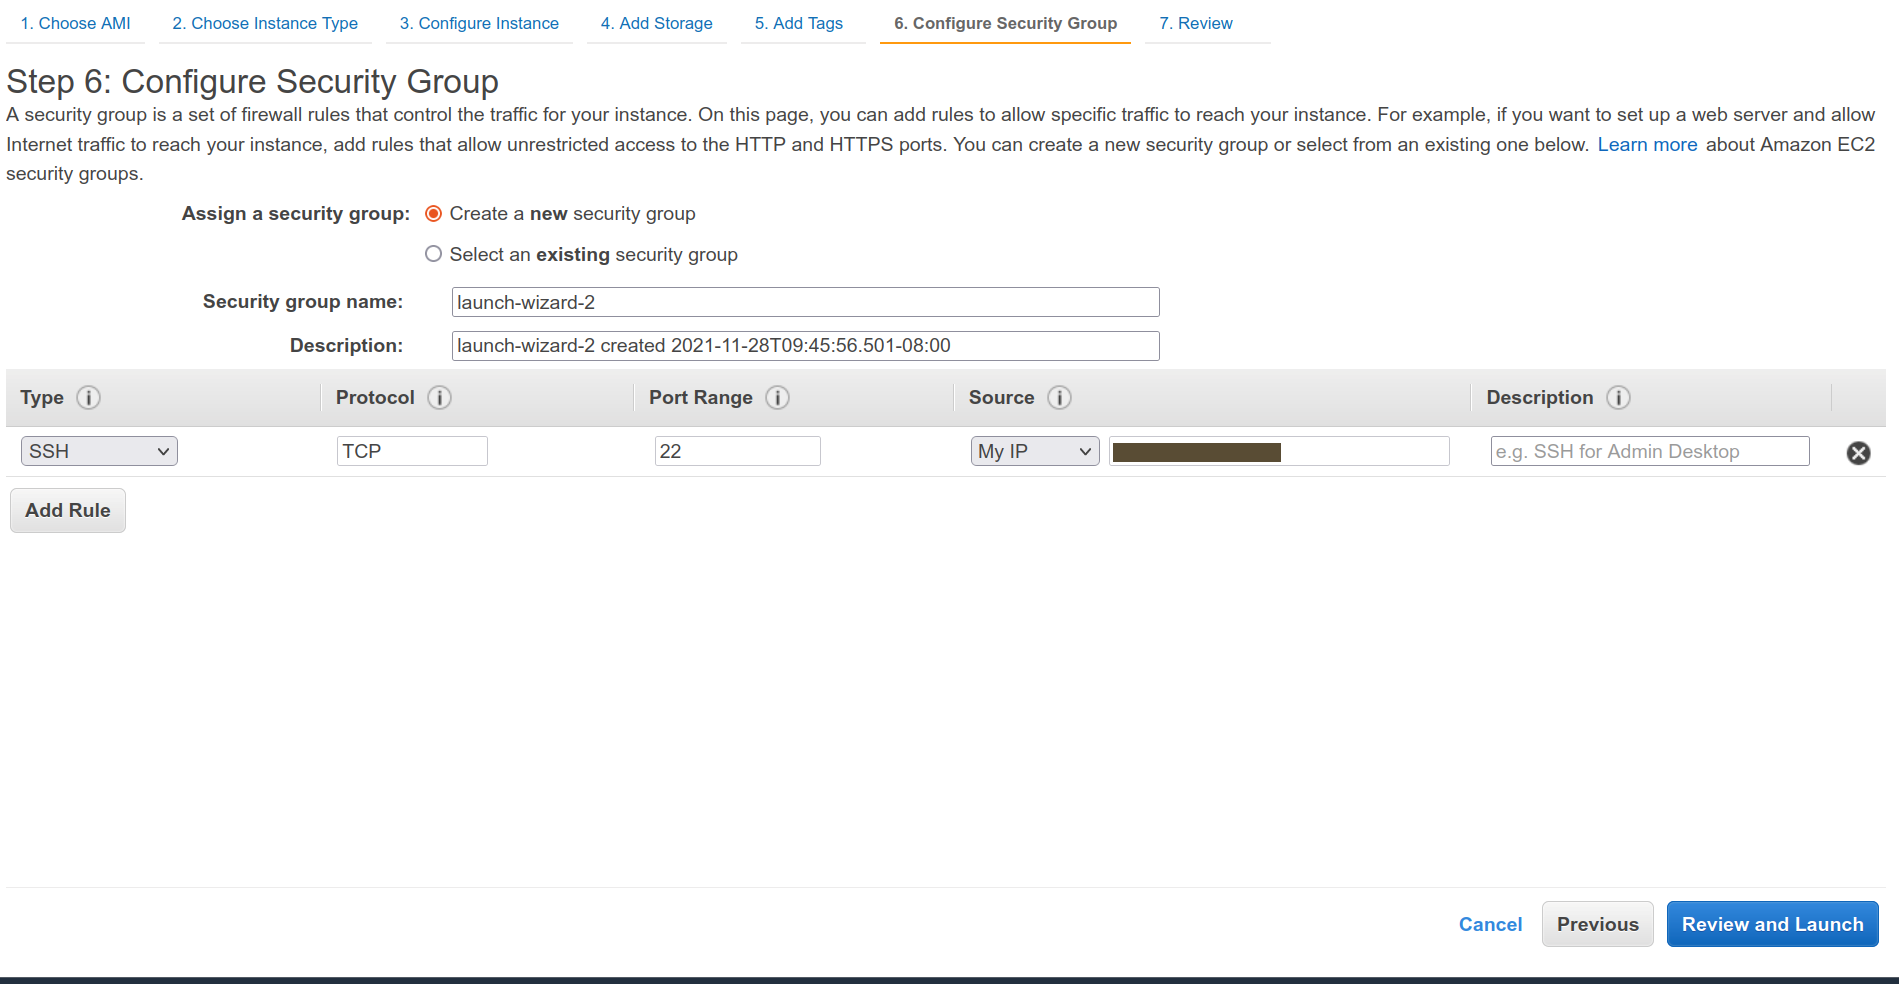 1. Choose AMI 2. Choose Instance Type 3. Configure Instance 4. Add Storage 5. Add Tags 6. Configure Security Group 7. Review
Step 6: Configure Security Group
A security group is a set of firewall rules that control the traffic for your instance. On this page, you can add rules to allow specific traffic to reach your instance. For example, if you want to set up a web server and allow
Internet traffic to reach your instance, add rules that allow unrestricted access to the HTTP and HTTPS ports. You can create a new security group or select from an existing one below. Learn more about Amazon EC2
security groups.
Assign a security group: Create a new security group
Select an existing security group
Security group name: launch-wizard-2
Description: launch-wizard-2 created 2021-11-28T09:45:56.501-08:00
Type i Protocol i Port Range i Source i Description i
SSH TCP 22 My IP e.g. SSH for Admin Desktop
Add Rule
Cancel Previous Review and Launch